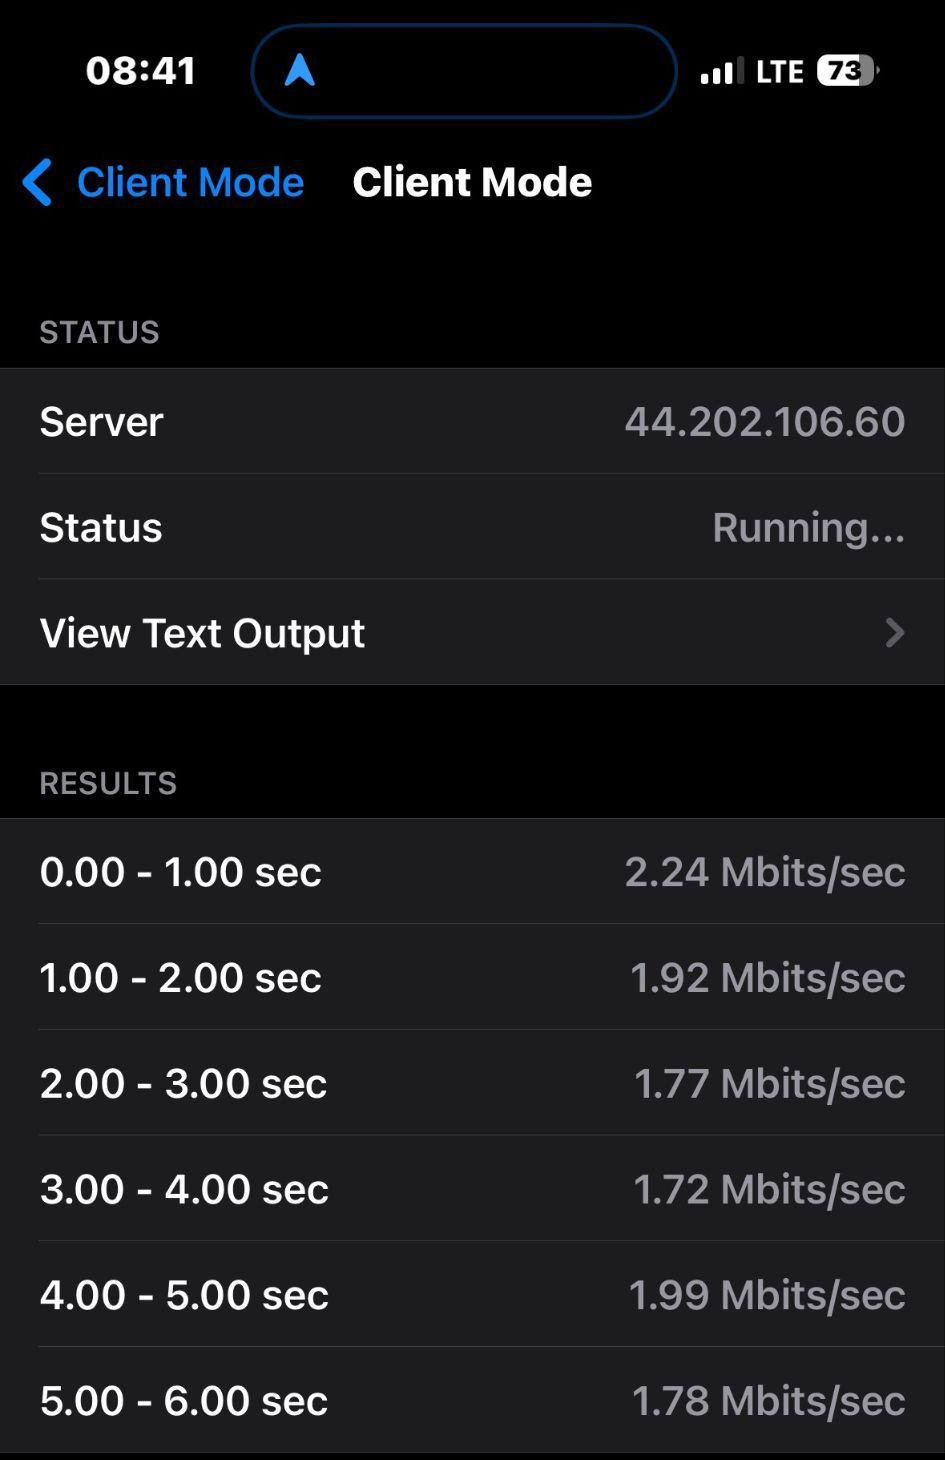 08:41 LTE 73
Client Mode Client Mode
STATUS
Server 44.202.106.60
Status Running...
View Text Output
RESULTS
0.00 - 1.00 sec 2.24 Mbits/sec
1.00 - 2.00 sec 1.92 Mbits/sec
2.00 - 3.00 sec 1.77 Mbits/sec
3.00 - 4.00 sec 1.72 Mbits/sec
4.00 - 5.00 sec 1.99 Mbits/sec
5.00 - 6.00 sec 1.78 Mbits/sec